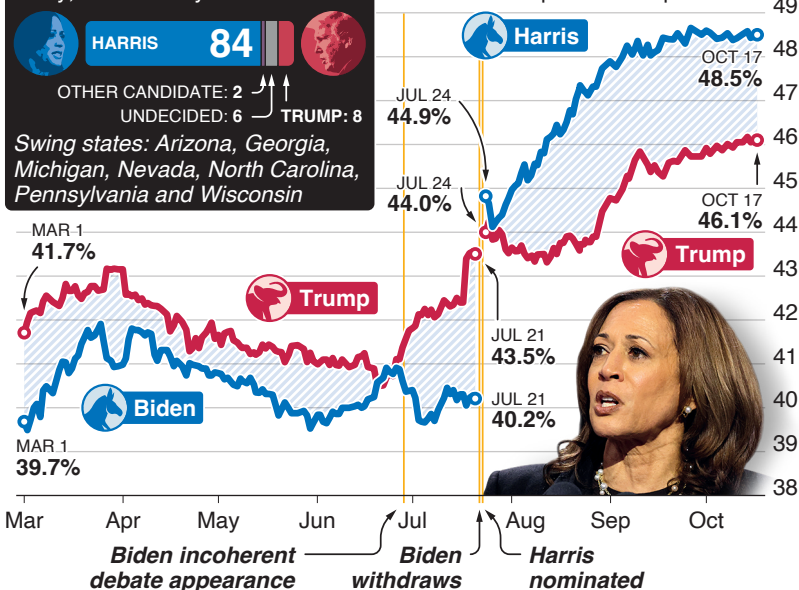 HARRIS 84
OTHER CANDIDATE: 2
UNDECIDED: 6 TRUMP: 8
Swing states: Arizona, Georgia,
Michigan, Nevada, North Carolina,
Pennsylvania and Wisconsin
Harris
JUL 24
44.9%
JUL 24
44.0%
OCT 17
48.5%
OCT 17
46.1%
MAR 1
41.7%
Trump
Trump
JUL 21
43.5%
JUL 21
40.2%
Biden
MAR 1
39.7%
49
48
47
46
45
44
43
42
41
40
39
38
Mar Apr May Jun Jul Aug Sep Oct
Biden incoherent
debate appearance
Biden
withdraws
Harris
nominated